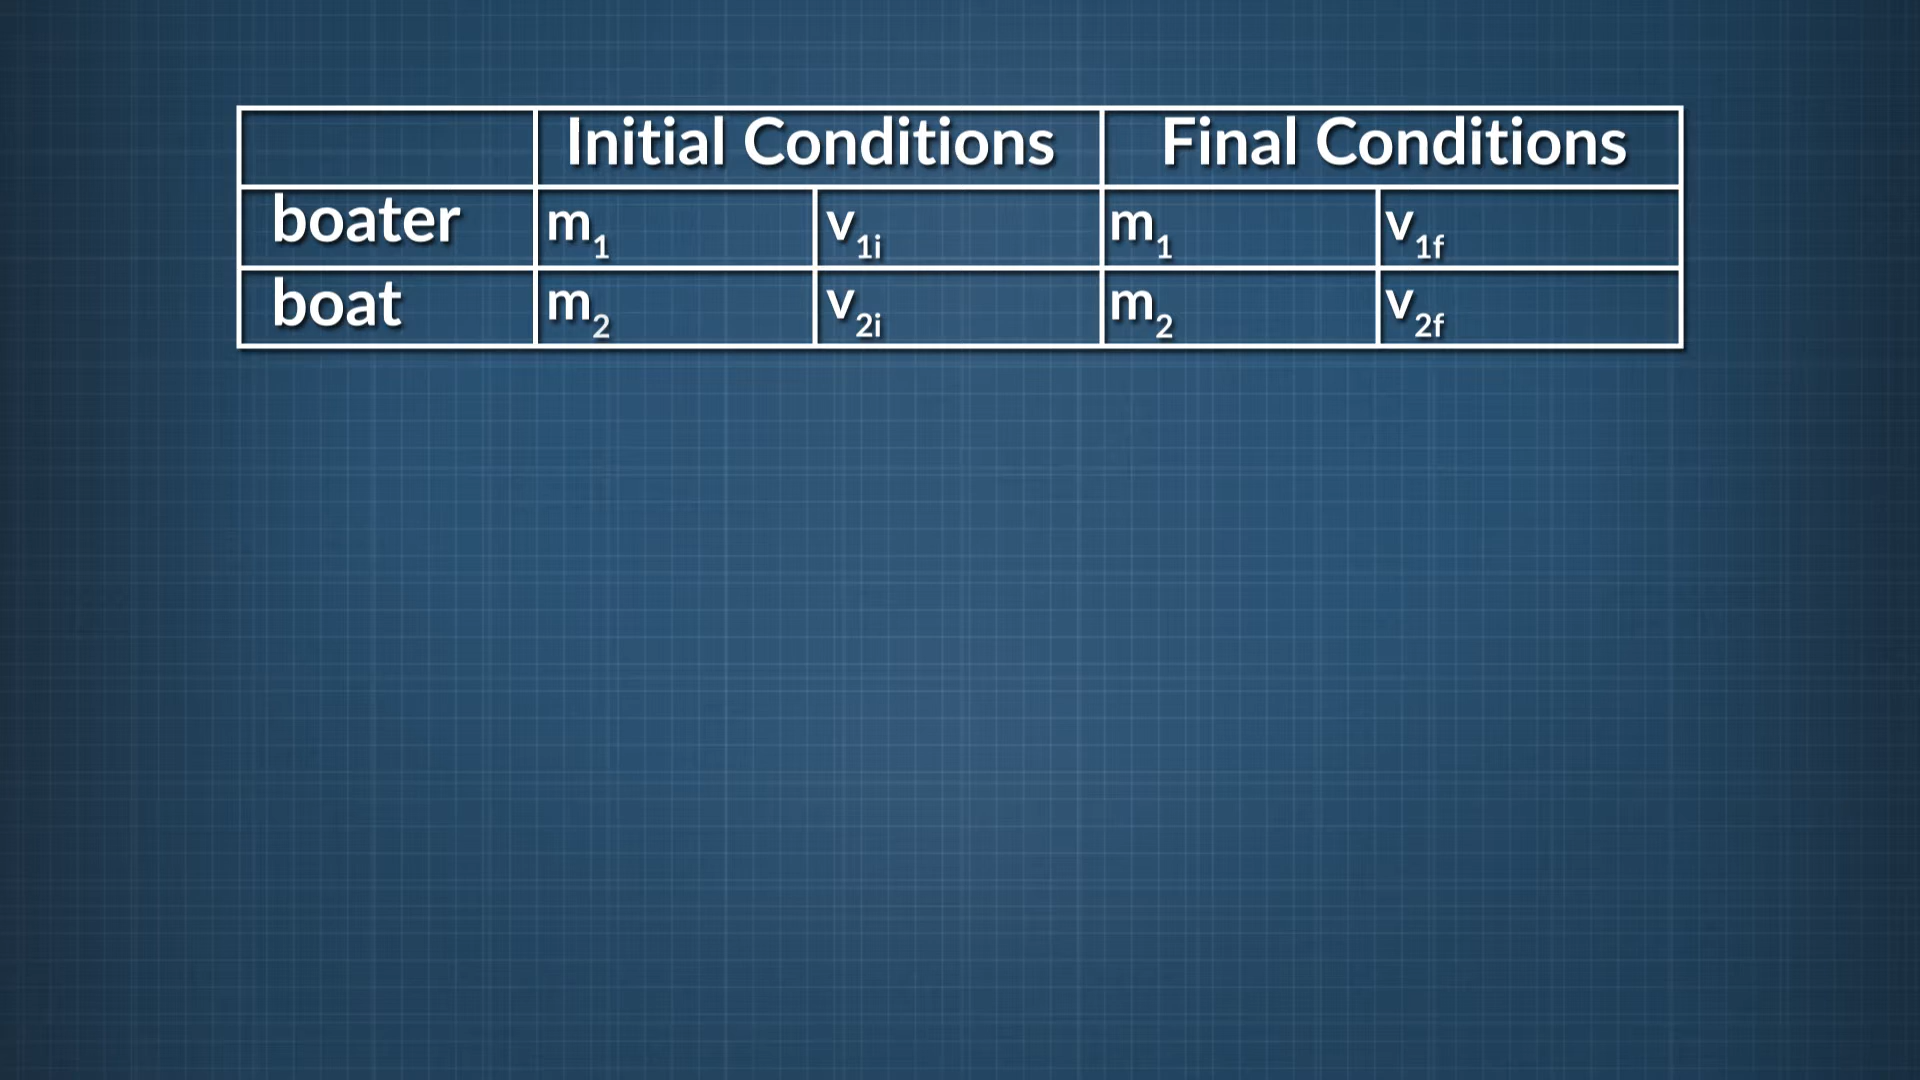 Initial Conditions Final Conditions
boater m₁ v₁ᵢ m₁ v₁f
boat m₂ v₂ᵢ m₂ v₂f